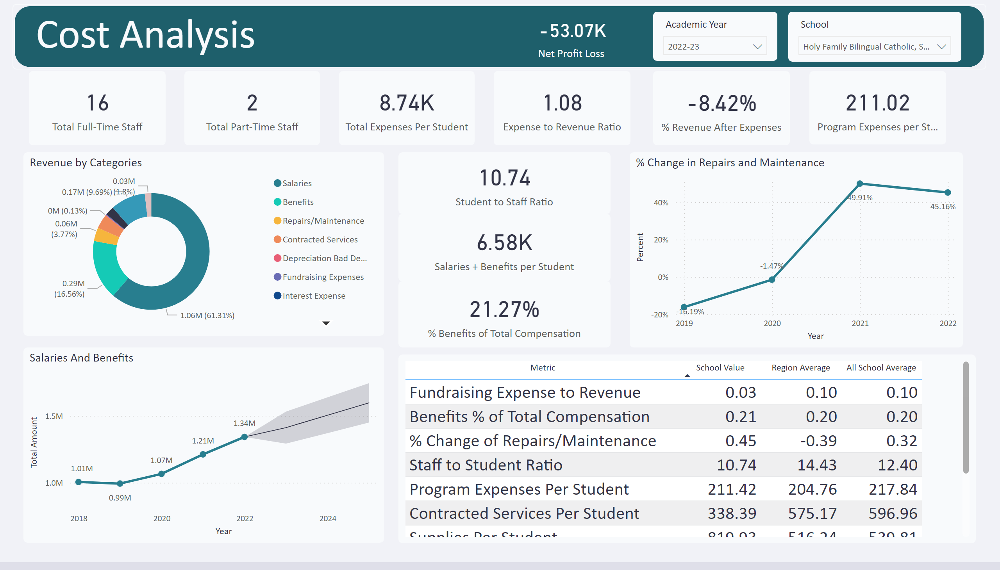 Cost Analysis
-53.07K
Net Profit Loss
Academic Year
2022-23
School
Holy Family Bilingual Catholic, S...
16
Total Full-Time Staff
2
Total Part-Time Staff
8.74K
Total Expenses Per Student
1.08
Expense to Revenue Ratio
-8.42%
% Revenue After Expenses
211.02
Program Expenses per St...
Revenue by Categories
0.03M
(1.8%)
0.17M (9.69%)
0M (0.13%)
0.06M
(3.77%)
0.29M
(16.56%)
1.06M (61.31%)
Salaries
Benefits
Repairs/Maintenance
Contracted Services
Depreciation Bad De...
Fundraising Expenses
Interest Expense
10.74
Student to Staff Ratio
6.58K
Salaries + Benefits per Student
21.27%
% Benefits of Total Compensation
% Change in Repairs and Maintenance
Percent
40%
20%
0%
-20%
-16.19%
-1.47%
49.91%
45.16%
2019 2020 2021 2022
Year
Salaries And Benefits
Total Amount
1.5M
1.0M
1.01M
0.99M
1.07M
1.21M
1.34M
2018 2020 2022 2024
Year
Metric School Value Region Average All School Average
Fundraising Expense to Revenue 0.03 0.10 0.10
Benefits % of Total Compensation 0.21 0.20 0.20
% Change of Repairs/Maintenance 0.45 -0.39 0.32
Staff to Student Ratio 10.74 14.43 12.40
Program Expenses Per Student 211.42 204.76 217.84
Contracted Services Per Student 338.39 575.17 596.96
Supplies Per Student 819.93 516.24 539.81